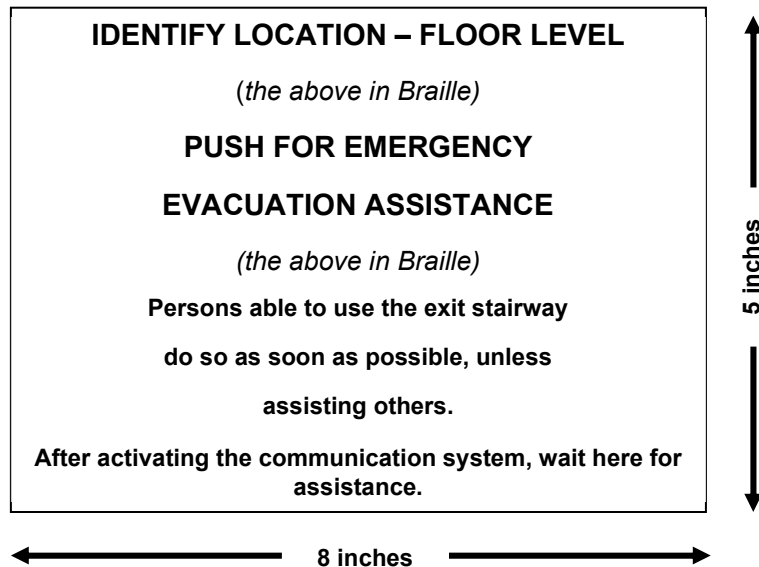 IDENTIFY LOCATION – FLOOR LEVEL
(the above in Braille)
PUSH FOR EMERGENCY
EVACUATION ASSISTANCE
(the above in Braille)
Persons able to use the exit stairway
do so as soon as possible, unless
assisting others.
After activating the communication system, wait here for
assistance.
5 inches
8 inches